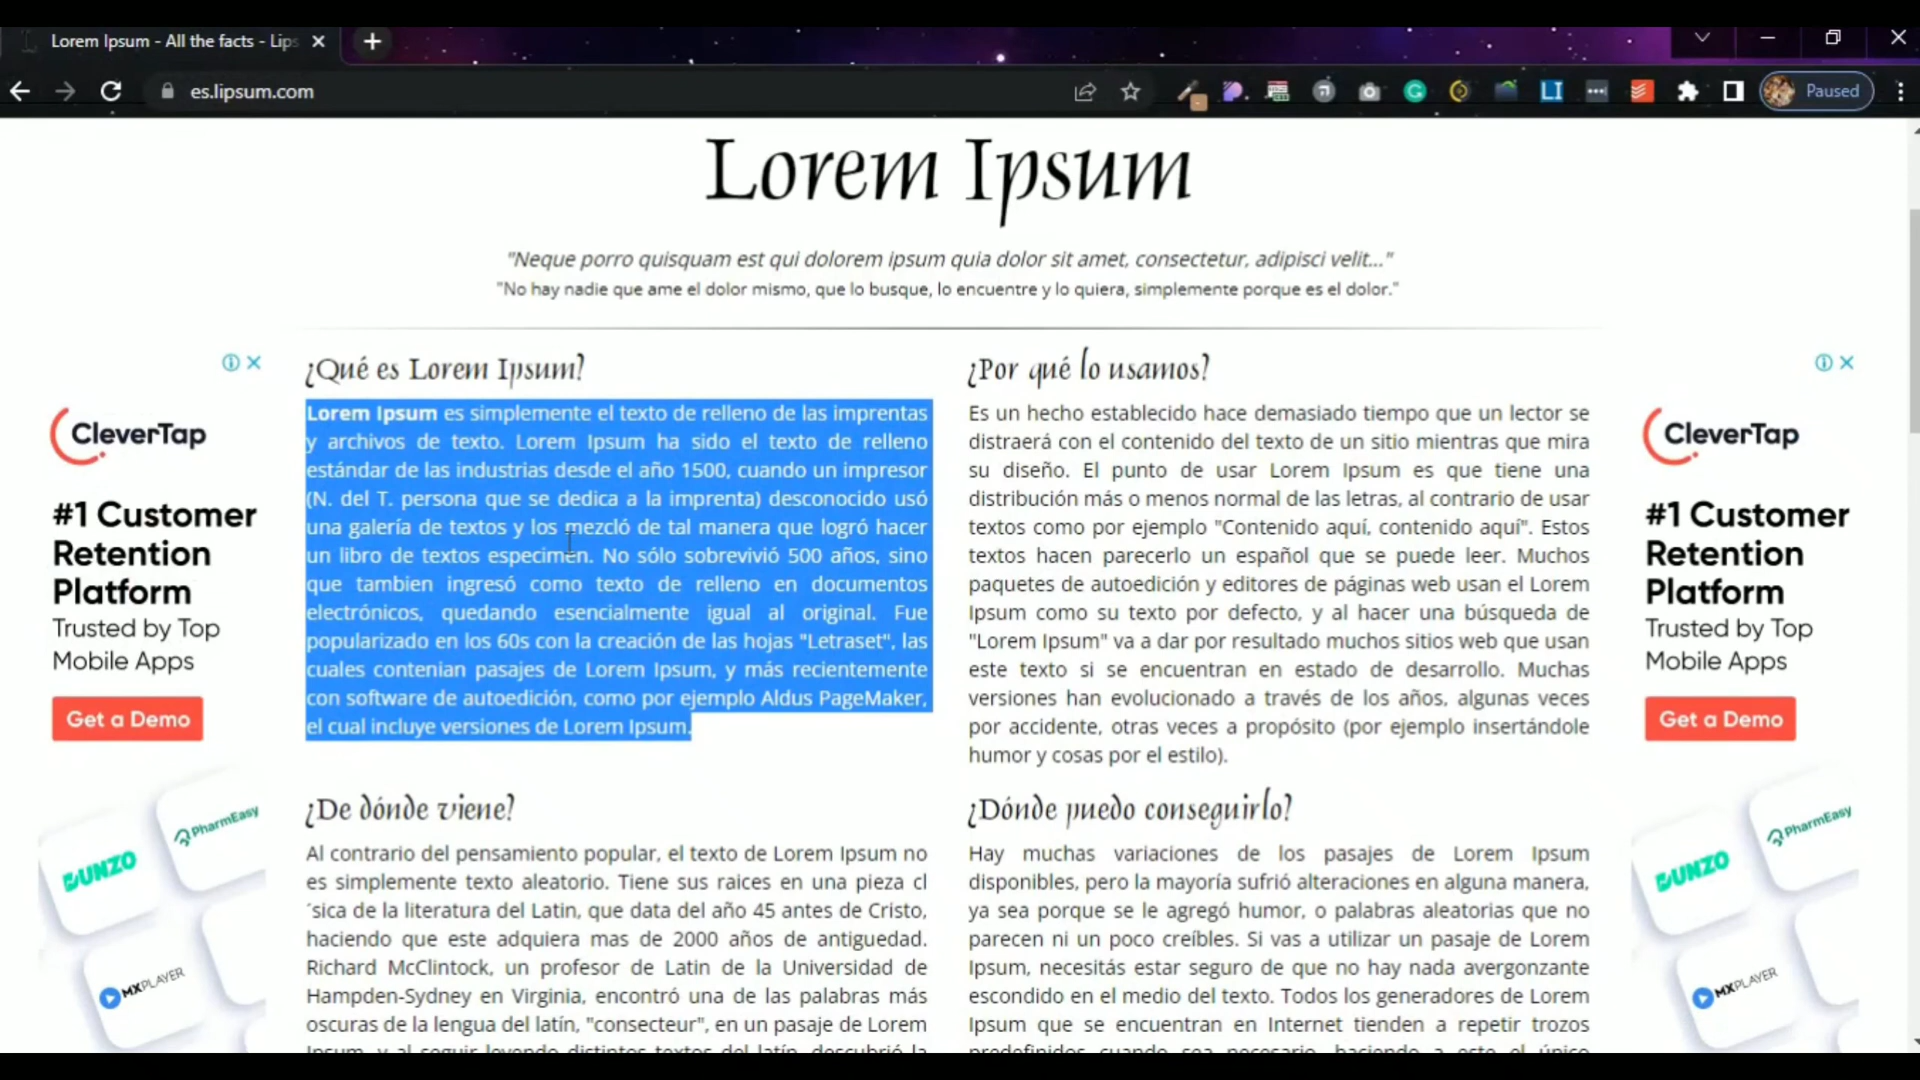 Lorem Ipsum - All the facts - Lips
es.lipsum.com
Paused
Lorem Ipsum
"Neque porro quisquam est qui dolorem ipsum quia dolor sit amet, consectetur, adipisci velit..."
"No hay nadie que ame el dolor mismo, que lo busque, lo encuentre y lo quiera, simplemente porque es el dolor."
CleverTap
#1 Customer
Retention
Platform
Trusted by Top
Mobile Apps
Get a Demo
DUNZO
PharmEasy
MXPLAYER
¿Qué es Lorem Ipsum?
Lorem Ipsum es simplemente el texto de relleno de las imprentas
y archivos de texto. Lorem Ipsum ha sido el texto de relleno
estándar de las industrias desde el año 1500, cuando un impresor
(N. del T. persona que se dedica a la imprenta) desconocido usó
una galería de textos y los mezcló de tal manera que logró hacer
un libro de textos especimen. No sólo sobrevivió 500 años, sino
que tambien ingresó como texto de relleno en documentos
electrónicos, quedando esencialmente igual al original. Fue
popularizado en los 60s con la creación de las hojas "Letraset", las
cuales contenian pasajes de Lorem Ipsum, y más recientemente
con software de autoedición, como por ejemplo Aldus PageMaker,
el cual incluye versiones de Lorem Ipsum.
¿De dónde viene?
Al contrario del pensamiento popular, el texto de Lorem Ipsum no
es simplemente texto aleatorio. Tiene sus raices en una pieza cl
´sica de la literatura del Latin, que data del año 45 antes de Cristo,
haciendo que este adquiera mas de 2000 años de antiguedad.
Richard McClintock, un profesor de Latin de la Universidad de
Hampden-Sydney en Virginia, encontró una de las palabras más
oscuras de la lengua del latín, "consecteur", en un pasaje de Lorem
Ipsum, y al seguir leyendo distintos textos del latín, descubrió la
¿Por qué lo usamos?
Es un hecho establecido hace demasiado tiempo que un lector se
distraerá con el contenido del texto de un sitio mientras que mira
su diseño. El punto de usar Lorem Ipsum es que tiene una
distribución más o menos normal de las letras, al contrario de usar
textos como por ejemplo "Contenido aquí, contenido aquí". Estos
textos hacen parecerlo un español que se puede leer. Muchos
paquetes de autoedición y editores de páginas web usan el Lorem
Ipsum como su texto por defecto, y al hacer una búsqueda de
"Lorem Ipsum" va a dar por resultado muchos sitios web que usan
este texto si se encuentran en estado de desarrollo. Muchas
versiones han evolucionado a través de los años, algunas veces
por accidente, otras veces a propósito (por ejemplo insertándole
humor y cosas por el estilo).
¿Dónde puedo conseguirlo?
Hay muchas variaciones de los pasajes de Lorem Ipsum
disponibles, pero la mayoría sufrió alteraciones en alguna manera,
ya sea porque se le agregó humor, o palabras aleatorias que no
parecen ni un poco creíbles. Si vas a utilizar un pasaje de Lorem
Ipsum, necesitás estar seguro de que no hay nada avergonzante
escondido en el medio del texto. Todos los generadores de Lorem
Ipsum que se encuentran en Internet tienden a repetir trozos
predefinidos cuando sea necesario, haciendo a este el único
CleverTap
#1 Customer
Retention
Platform
Trusted by Top
Mobile Apps
Get a Demo
DUNZO
PharmEasy
MXPLAYER